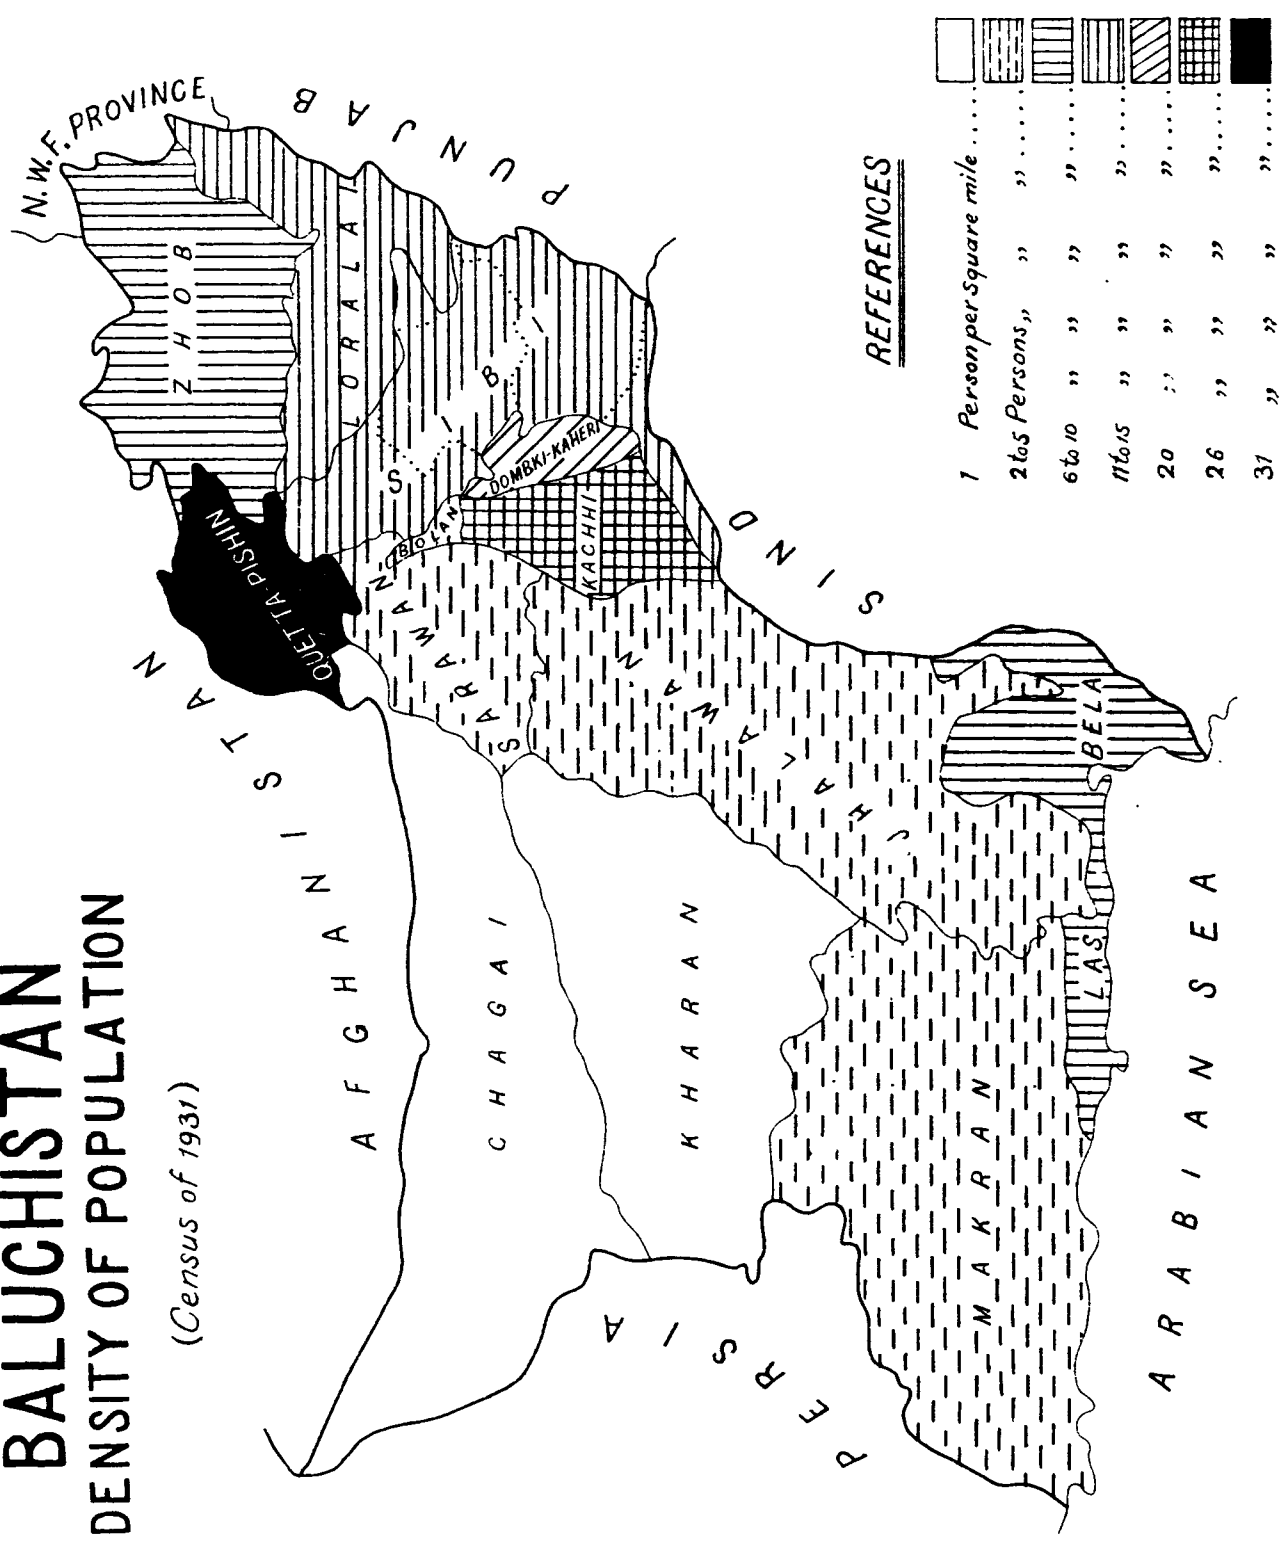 BALUCHISTAN
DENSITY OF POPULATION
(Census of 1931)
N.W.F. PROVINCE
PUNJAB
SIND
AFGHANISTAN
PERSIA
ARABIAN SEA
ZHOB
LORALAI
QUETTA-PISHIN
SIBI
BOLAN
DOMBKI-KAHERI
KACHHI
SARAWAN
JHALAWAN
CHAGAI
KHARAN
MAKRAN
LAS BELA
REFERENCES
1 Person per square mile ......
2 to 5 Persons „ „ „ ......
6 to 10 „ „ „ „ ......
11 to 15 „ „ „ „ ......
20 „ „ „ „ ......
26 „ „ „ „ ......
31 „ „ „ „ ......